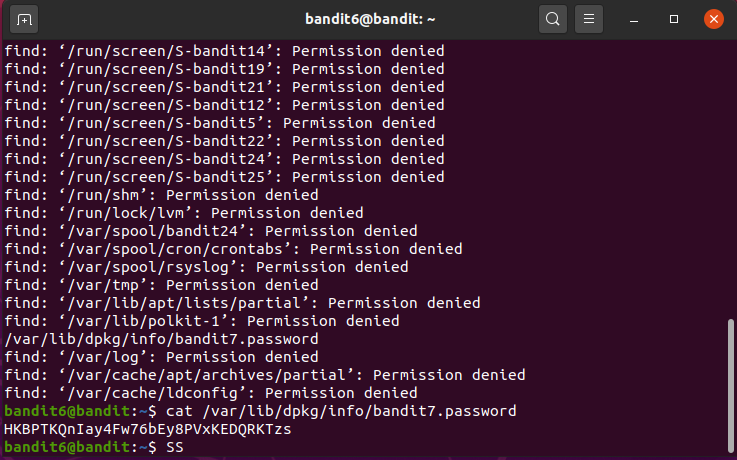 bandit6@bandit: ~
find: ‘/run/screen/S-bandit14’: Permission denied
find: ‘/run/screen/S-bandit19’: Permission denied
find: ‘/run/screen/S-bandit21’: Permission denied
find: ‘/run/screen/S-bandit12’: Permission denied
find: ‘/run/screen/S-bandit5’: Permission denied
find: ‘/run/screen/S-bandit22’: Permission denied
find: ‘/run/screen/S-bandit24’: Permission denied
find: ‘/run/screen/S-bandit25’: Permission denied
find: ‘/run/shm’: Permission denied
find: ‘/run/lock/lvm’: Permission denied
find: ‘/var/spool/bandit24’: Permission denied
find: ‘/var/spool/cron/crontabs’: Permission denied
find: ‘/var/spool/rsyslog’: Permission denied
find: ‘/var/tmp’: Permission denied
find: ‘/var/lib/apt/lists/partial’: Permission denied
find: ‘/var/lib/polkit-1’: Permission denied
/var/lib/dpkg/info/bandit7.password
find: ‘/var/log’: Permission denied
find: ‘/var/cache/apt/archives/partial’: Permission denied
find: ‘/var/cache/ldconfig’: Permission denied
bandit6@bandit:~$ cat /var/lib/dpkg/info/bandit7.password
HKBPTKQnIay4Fw76bEy8PVxKEDQRKTzs
bandit6@bandit:~$ SS